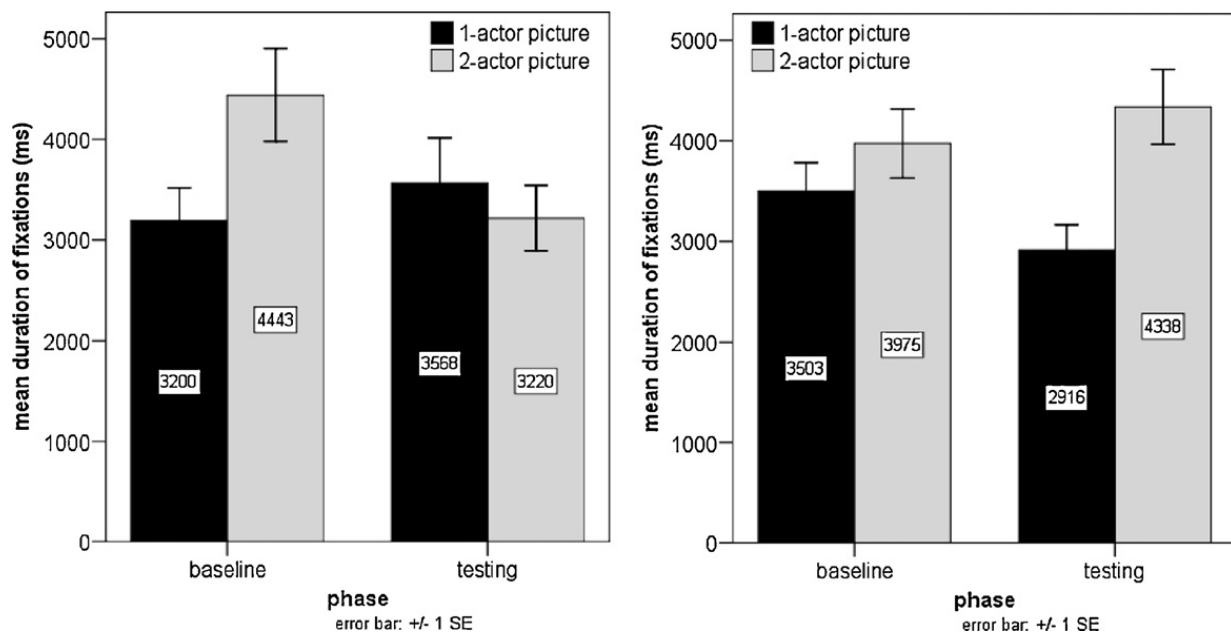 1-actor picture
2-actor picture
mean duration of fixations (ms)
5000
4000
3000
2000
1000
0
3200
4443
3568
3220
baseline
testing
phase
error bar: +/- 1 SE
1-actor picture
2-actor picture
mean duration of fixations (ms)
5000
4000
3000
2000
1000
0
3503
3975
2916
4338
baseline
testing
phase
error bar: +/- 1 SE